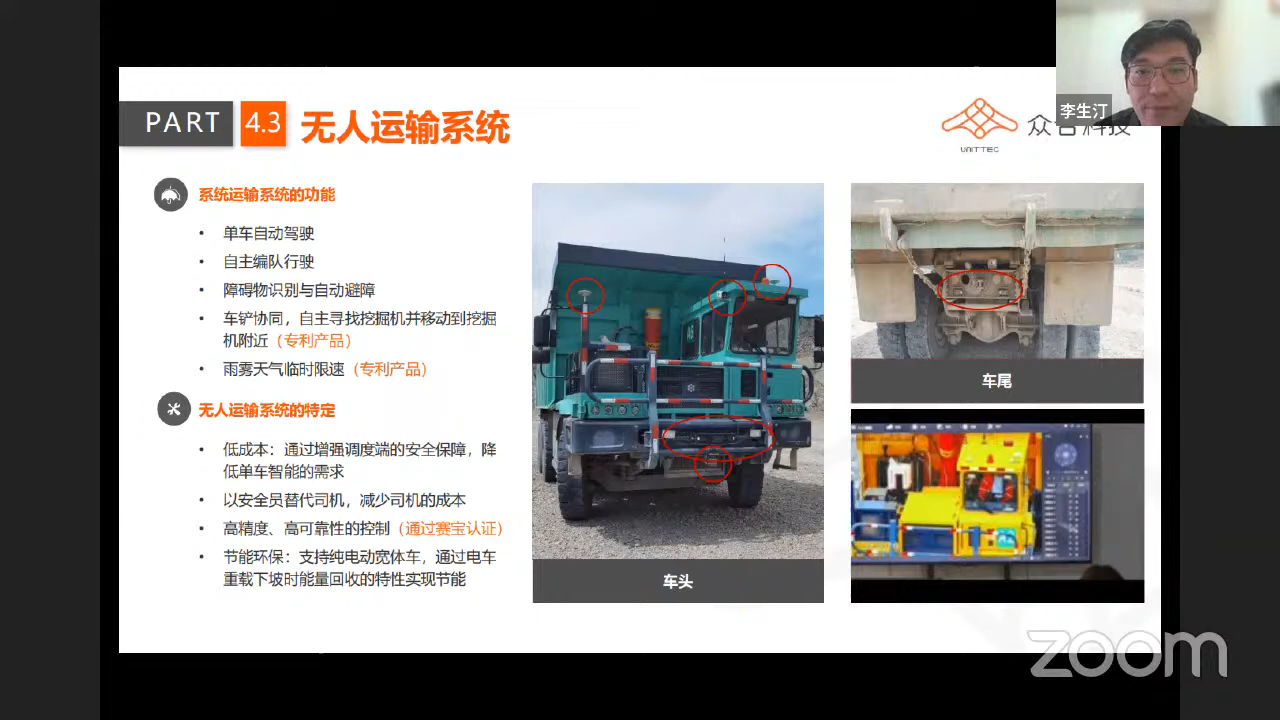 PART 4.3 无人运输系统
李生汀
众合科技
UNITTEC
系统运输系统的功能
• 单车自动驾驶
• 自主编队行驶
• 障碍物识别与自动避障
• 车铲协同，自主寻找挖掘机并移动到挖掘
机附近（专利产品）
• 雨雾天气临时限速（专利产品）
无人运输系统的特定
• 低成本：通过增强调度端的安全保障，降
低单车智能的需求
• 以安全员替代司机，减少司机的成本
• 高精度、高可靠性的控制（通过赛宝认证）
• 节能环保：支持纯电动宽体车，通过电车
重载下坡时能量回收的特性实现节能
A6
车头
车尾
zoom